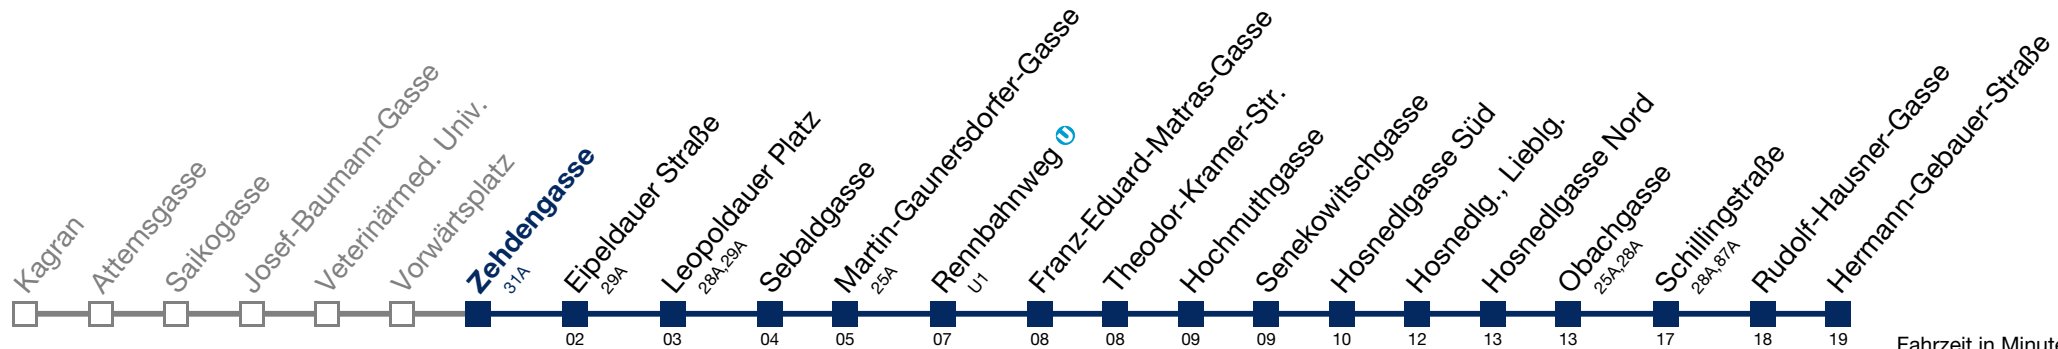 Kagran
Attemsgasse
Saikogasse
Josef-Baumann-Gasse
Veterinärmed. Univ.
Vorwärtsplatz
Zehdengasse
31A
Eipeldauer Straße
29A
Leopoldauer Platz
28A,29A
Sebaldgasse
Martin-Gaunersdorfer-Gasse
25A
Rennbahnweg U
U1
Franz-Eduard-Matras-Gasse
Theodor-Kramer-Str.
Hochmuthgasse
Senekowitschgasse
Hosnedlgasse Süd
Hosnedlg., Lieblg.
Hosnedlgasse Nord
Obachgasse
25A,28A
Schillingstraße
28A,87A
Rudolf-Hausner-Gasse
Hermann-Gebauer-Straße
02 03 04 05 07 08 08 09 09 10 12 13 13 17 18 19
Fahrzeit in Minute